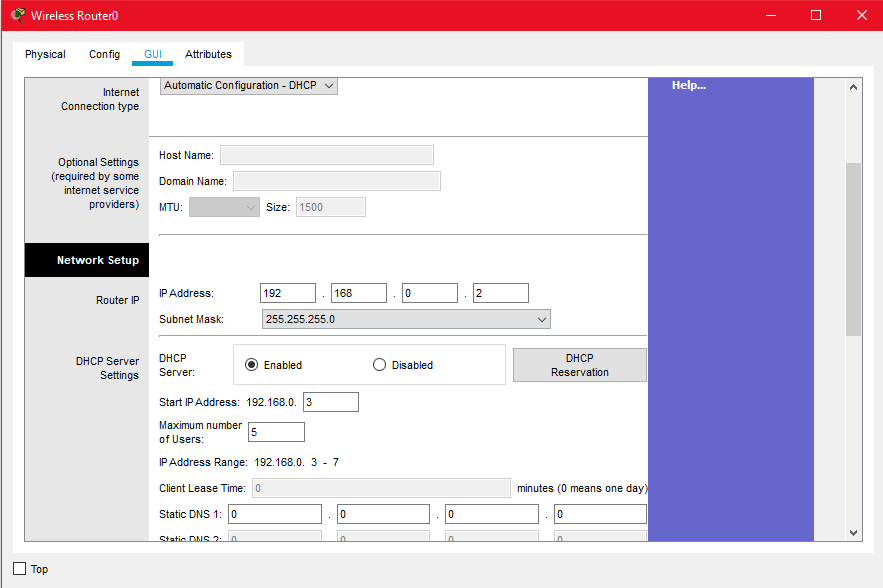 Wireless Router0
Physical Config GUI Attributes
Internet
Connection type
Automatic Configuration - DHCP
Help...
Optional Settings
(required by some
internet service
providers)
Host Name:
Domain Name:
MTU: Size: 1500
Network Setup
Router IP
IP Address: 192 . 168 . 0 . 2
Subnet Mask: 255.255.255.0
DHCP Server
Settings
DHCP
Server:
Enabled Disabled
DHCP
Reservation
Start IP Address: 192.168.0. 3
Maximum number
of Users:
5
IP Address Range: 192.168.0. 3 - 7
Client Lease Time: 0 minutes (0 means one day)
Static DNS 1: 0 . 0 . 0 . 0
Static DNS 2: 0 0 0 0
Top